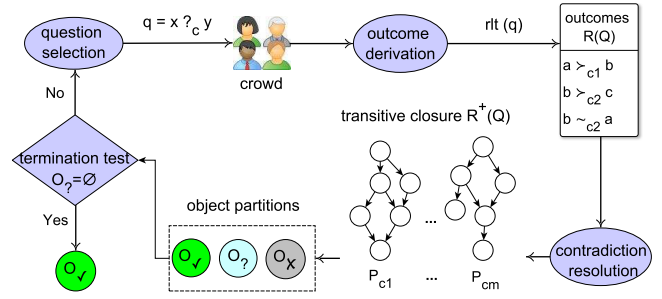 question
selection
q = x ?c y
crowd
outcome
derivation
rlt (q)
outcomes
R(Q)
a ≻c1 b
b ≻c2 c
b ∼c2 a
No
termination test
O?=∅
Yes
O✓
object partitions
O✓
O?
O✗
transitive closure R+(Q)
...
Pc1
...
Pcm
contradiction
resolution